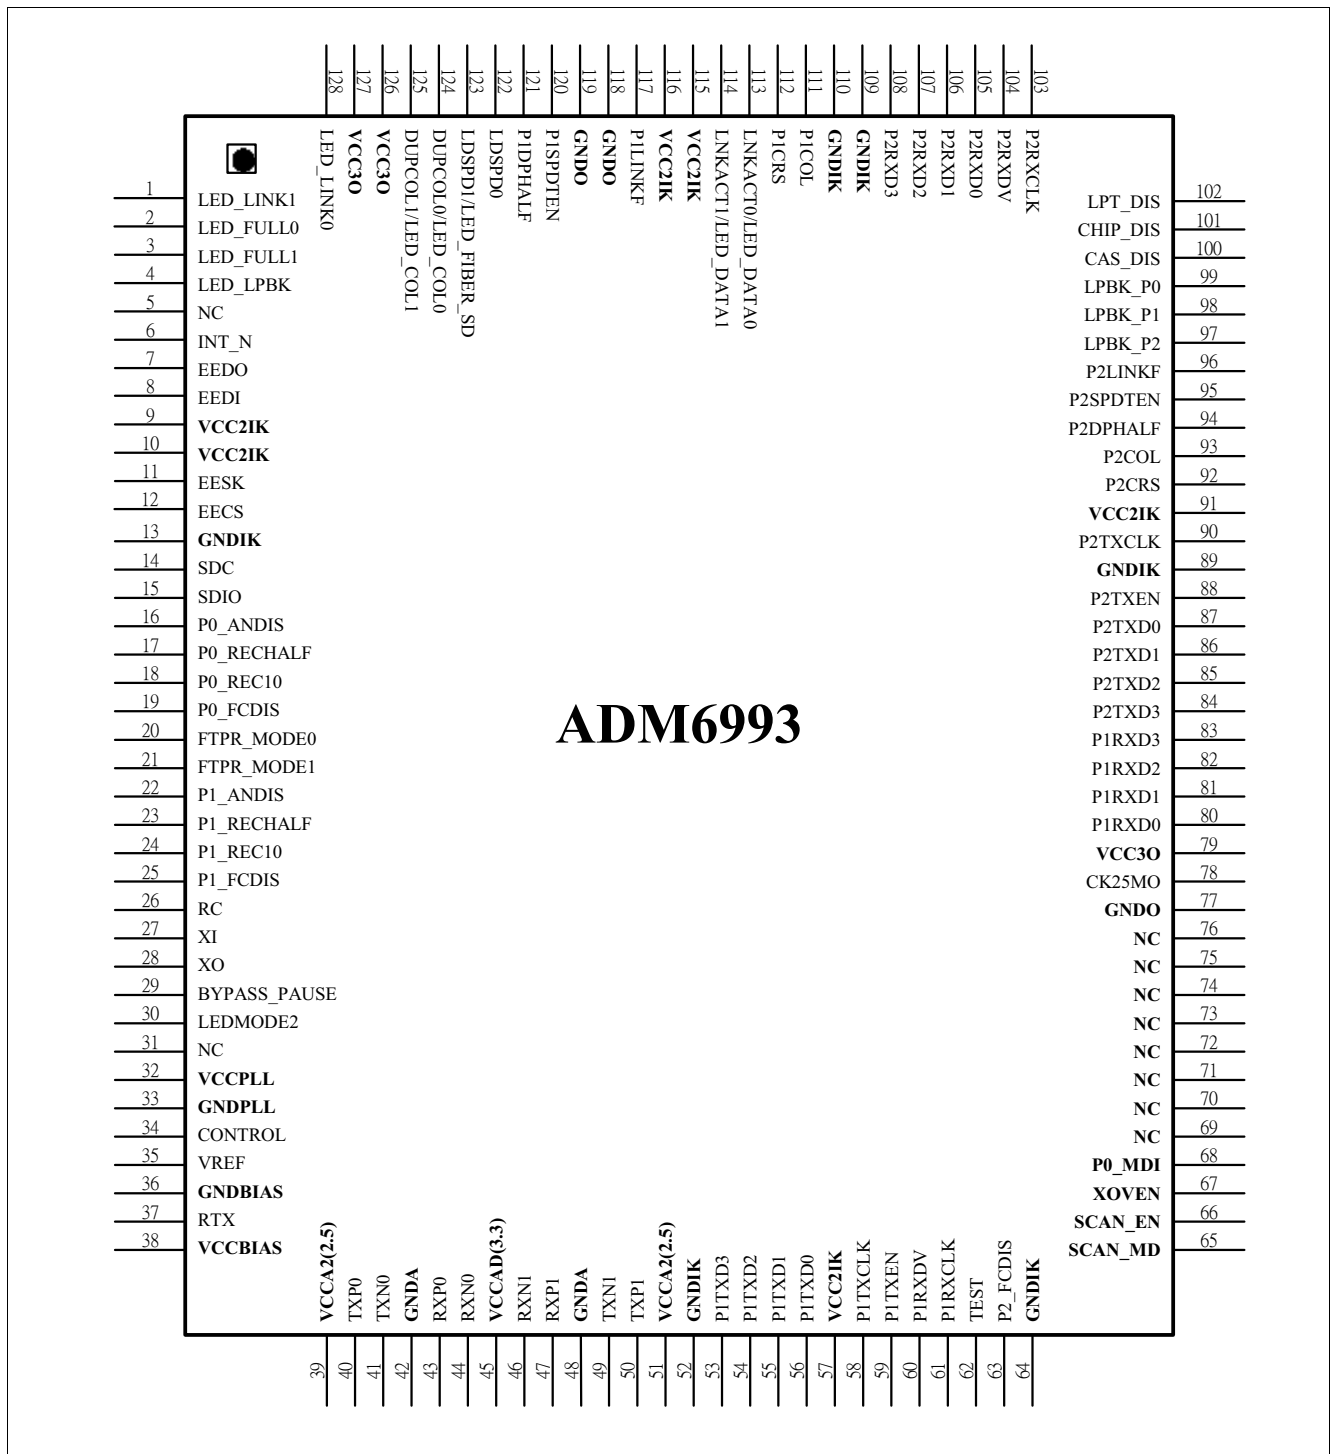 128
127
126
125
124
123
122
121
120
119
118
117
116
115
114
113
112
111
110
109
108
107
106
105
104
103
LED_LINK0
VCC3O
VCC3O
DUPCOL1/LED_COL1
DUPCOL0/LED_COL0
LDSPD1/LED_FIBER_SD
LDSPD0
P1DPHALF
P1SPDTEN
GNDO
GNDO
P1LINKF
VCC2IK
VCC2IK
LNKACT1/LED_DATA1
LNKACT0/LED_DATA0
P1CRS
P1COL
GNDIK
GNDIK
P2RXD3
P2RXD2
P2RXD1
P2RXD0
P2RXDV
P2RXCLK
1 LED_LINK1
2 LED_FULL0
3 LED_FULL1
4 LED_LPBK
5 NC
6 INT_N
7 EEDO
8 EEDI
9 VCC2IK
10 VCC2IK
11 EESK
12 EECS
13 GNDIK
14 SDC
15 SDIO
16 P0_ANDIS
17 P0_RECHALF
18 P0_REC10
19 P0_FCDIS
20 FTPR_MODE0
21 FTPR_MODE1
22 P1_ANDIS
23 P1_RECHALF
24 P1_REC10
25 P1_FCDIS
26 RC
27 XI
28 XO
29 BYPASS_PAUSE
30 LEDMODE2
31 NC
32 VCCPLL
33 GNDPLL
34 CONTROL
35 VREF
36 GNDBIAS
37 RTX
38 VCCBIAS
ADM6993
LPT_DIS 102
CHIP_DIS 101
CAS_DIS 100
LPBK_P0 99
LPBK_P1 98
LPBK_P2 97
P2LINKF 96
P2SPDTEN 95
P2DPHALF 94
P2COL 93
P2CRS 92
VCC2IK 91
P2TXCLK 90
GNDIK 89
P2TXEN 88
P2TXD0 87
P2TXD1 86
P2TXD2 85
P2TXD3 84
P1RXD3 83
P1RXD2 82
P1RXD1 81
P1RXD0 80
VCC3O 79
CK25MO 78
GNDO 77
NC 76
NC 75
NC 74
NC 73
NC 72
NC 71
NC 70
NC 69
P0_MDI 68
XOVEN 67
SCAN_EN 66
SCAN_MD 65
VCCA2(2.5)
TXP0
TXN0
GNDA
RXP0
RXN0
VCCAD(3.3)
RXN1
RXP1
GNDA
TXN1
TXP1
VCCA2(2.5)
GNDIK
P1TXD3
P1TXD2
P1TXD1
P1TXD0
VCC2IK
P1TXCLK
P1TXEN
P1RXDV
P1RXCLK
TEST
P2_FCDIS
GNDIK
39
40
41
42
43
44
45
46
47
48
49
50
51
52
53
54
55
56
57
58
59
60
61
62
63
64